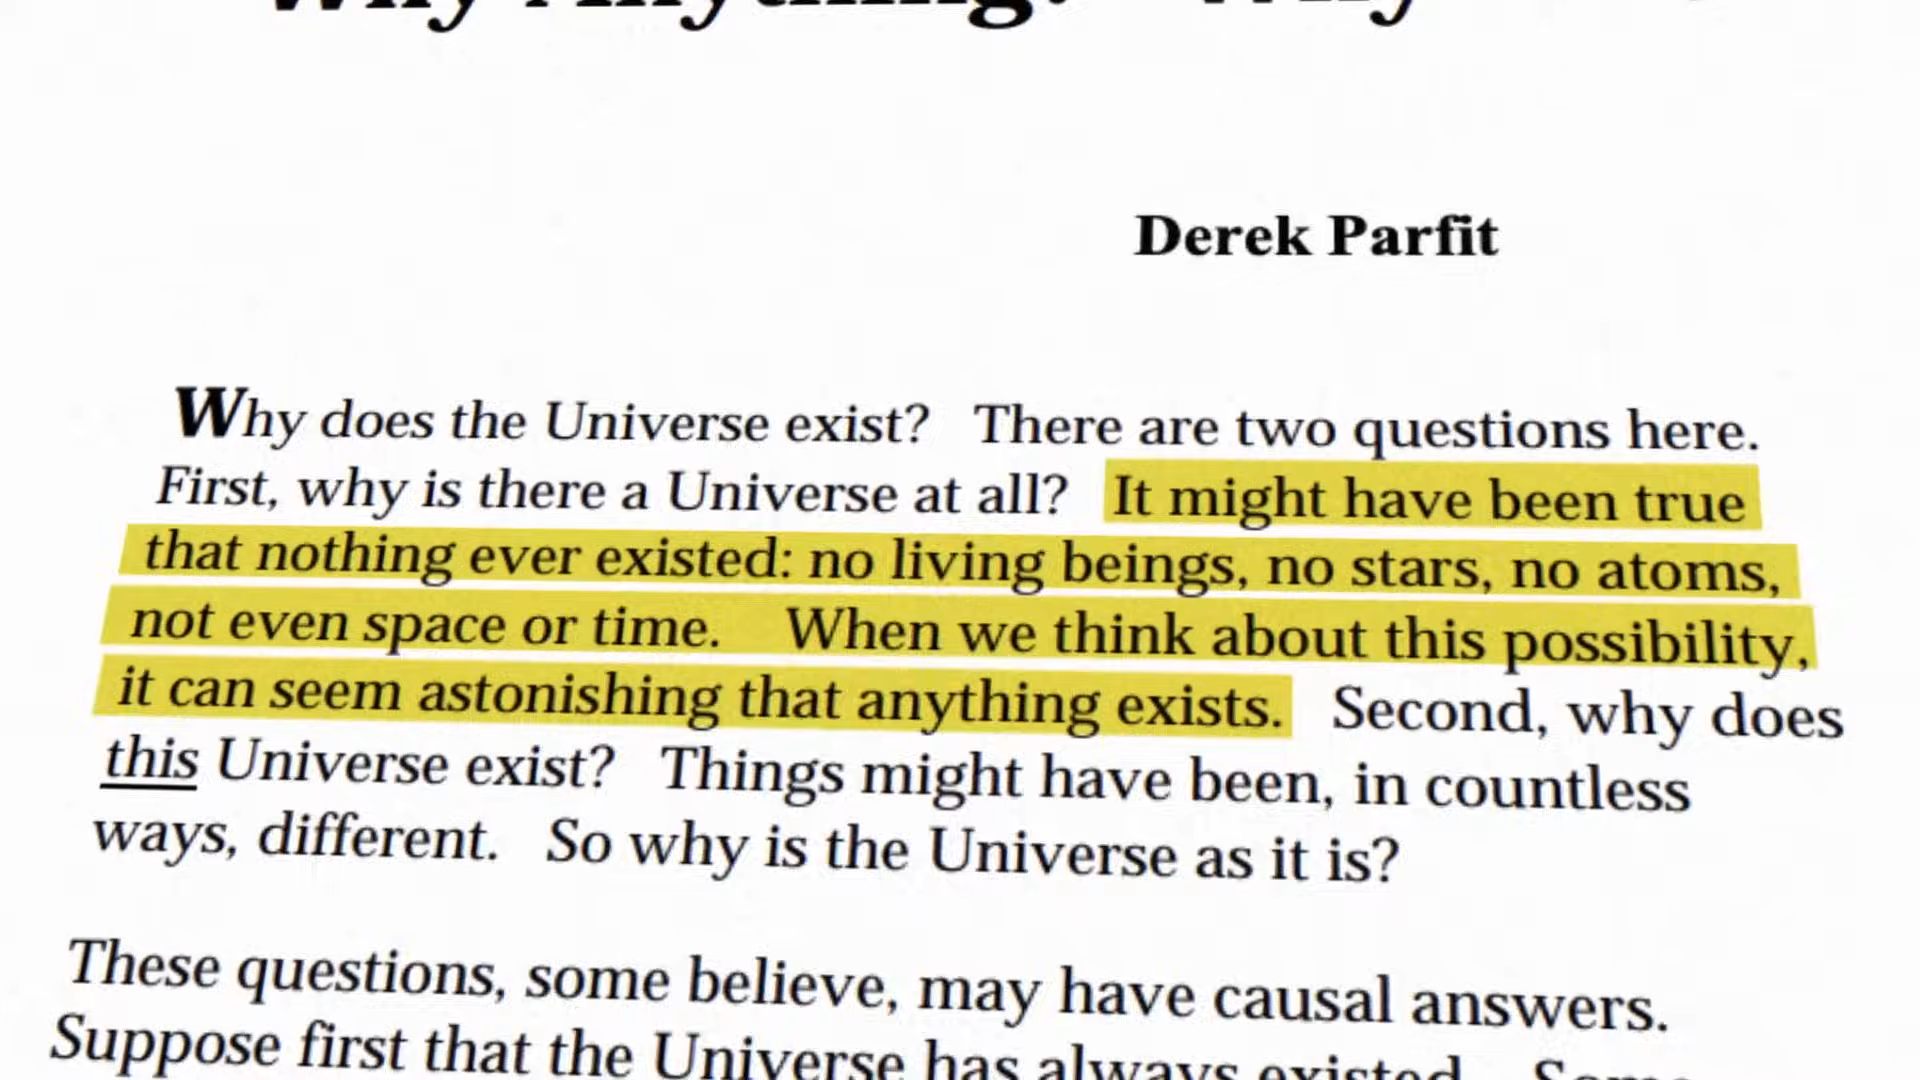 Why Anything? Why
Derek Parfit
Why does the Universe exist? There are two questions here.
First, why is there a Universe at all? It might have been true
that nothing ever existed: no living beings, no stars, no atoms,
not even space or time. When we think about this possibility,
it can seem astonishing that anything exists. Second, why does
this Universe exist? Things might have been, in countless
ways, different. So why is the Universe as it is?
These questions, some believe, may have causal answers.
Suppose first that the Universe has always existed. Some